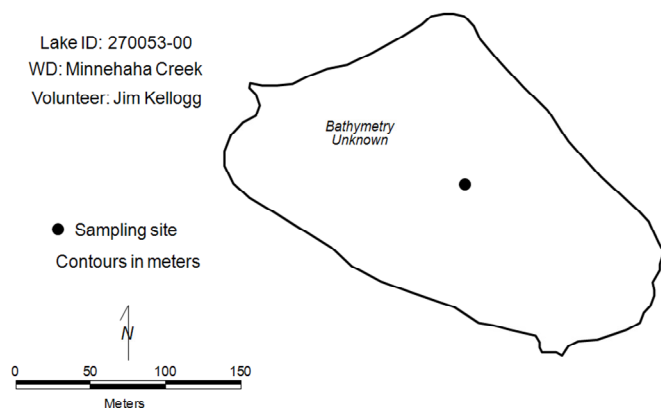 Lake ID: 270053-00
WD: Minnehaha Creek
Volunteer: Jim Kellogg
Bathymetry
Unknown
Sampling site
Contours in meters
N
0 50 100 150
Meters